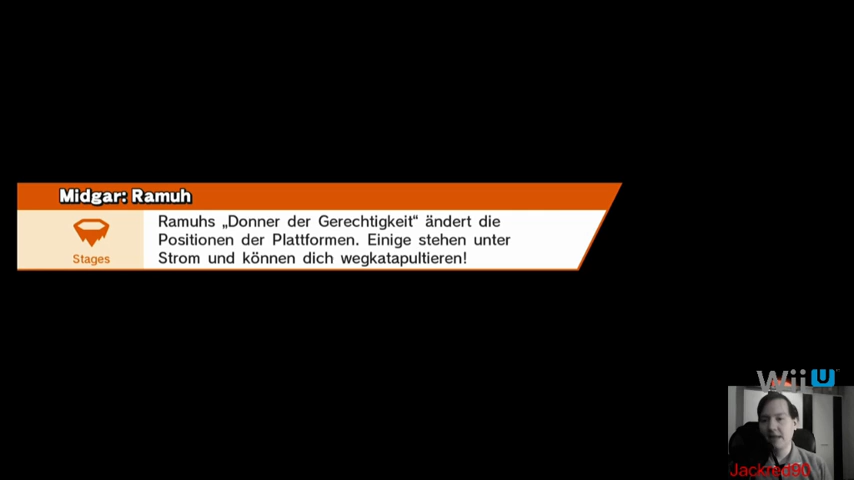 Midgar: Ramuh
Stages
Ramuhs „Donner der Gerechtigkeit“ ändert die
Positionen der Plattformen. Einige stehen unter
Strom und können dich wegkatapultieren!
Wii U
Jackred90